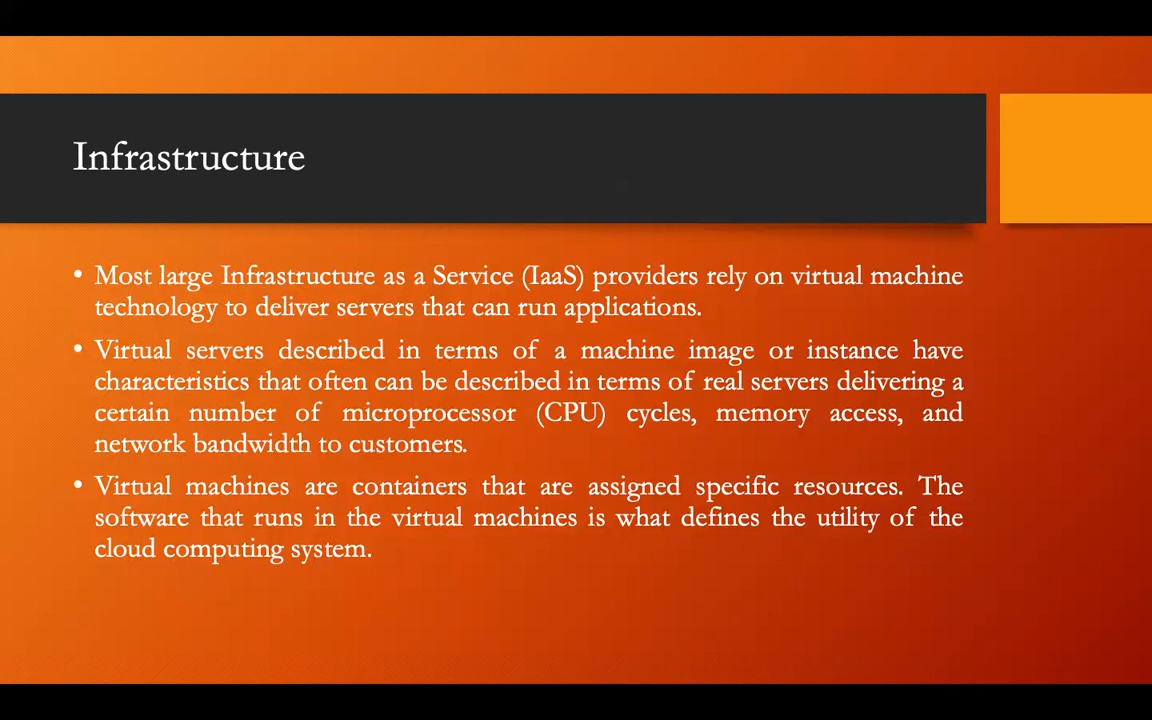 Infrastructure
• Most large Infrastructure as a Service (IaaS) providers rely on virtual machine
technology to deliver servers that can run applications.
• Virtual servers described in terms of a machine image or instance have
characteristics that often can be described in terms of real servers delivering a
certain number of microprocessor (CPU) cycles, memory access, and
network bandwidth to customers.
• Virtual machines are containers that are assigned specific resources. The
software that runs in the virtual machines is what defines the utility of the
cloud computing system.